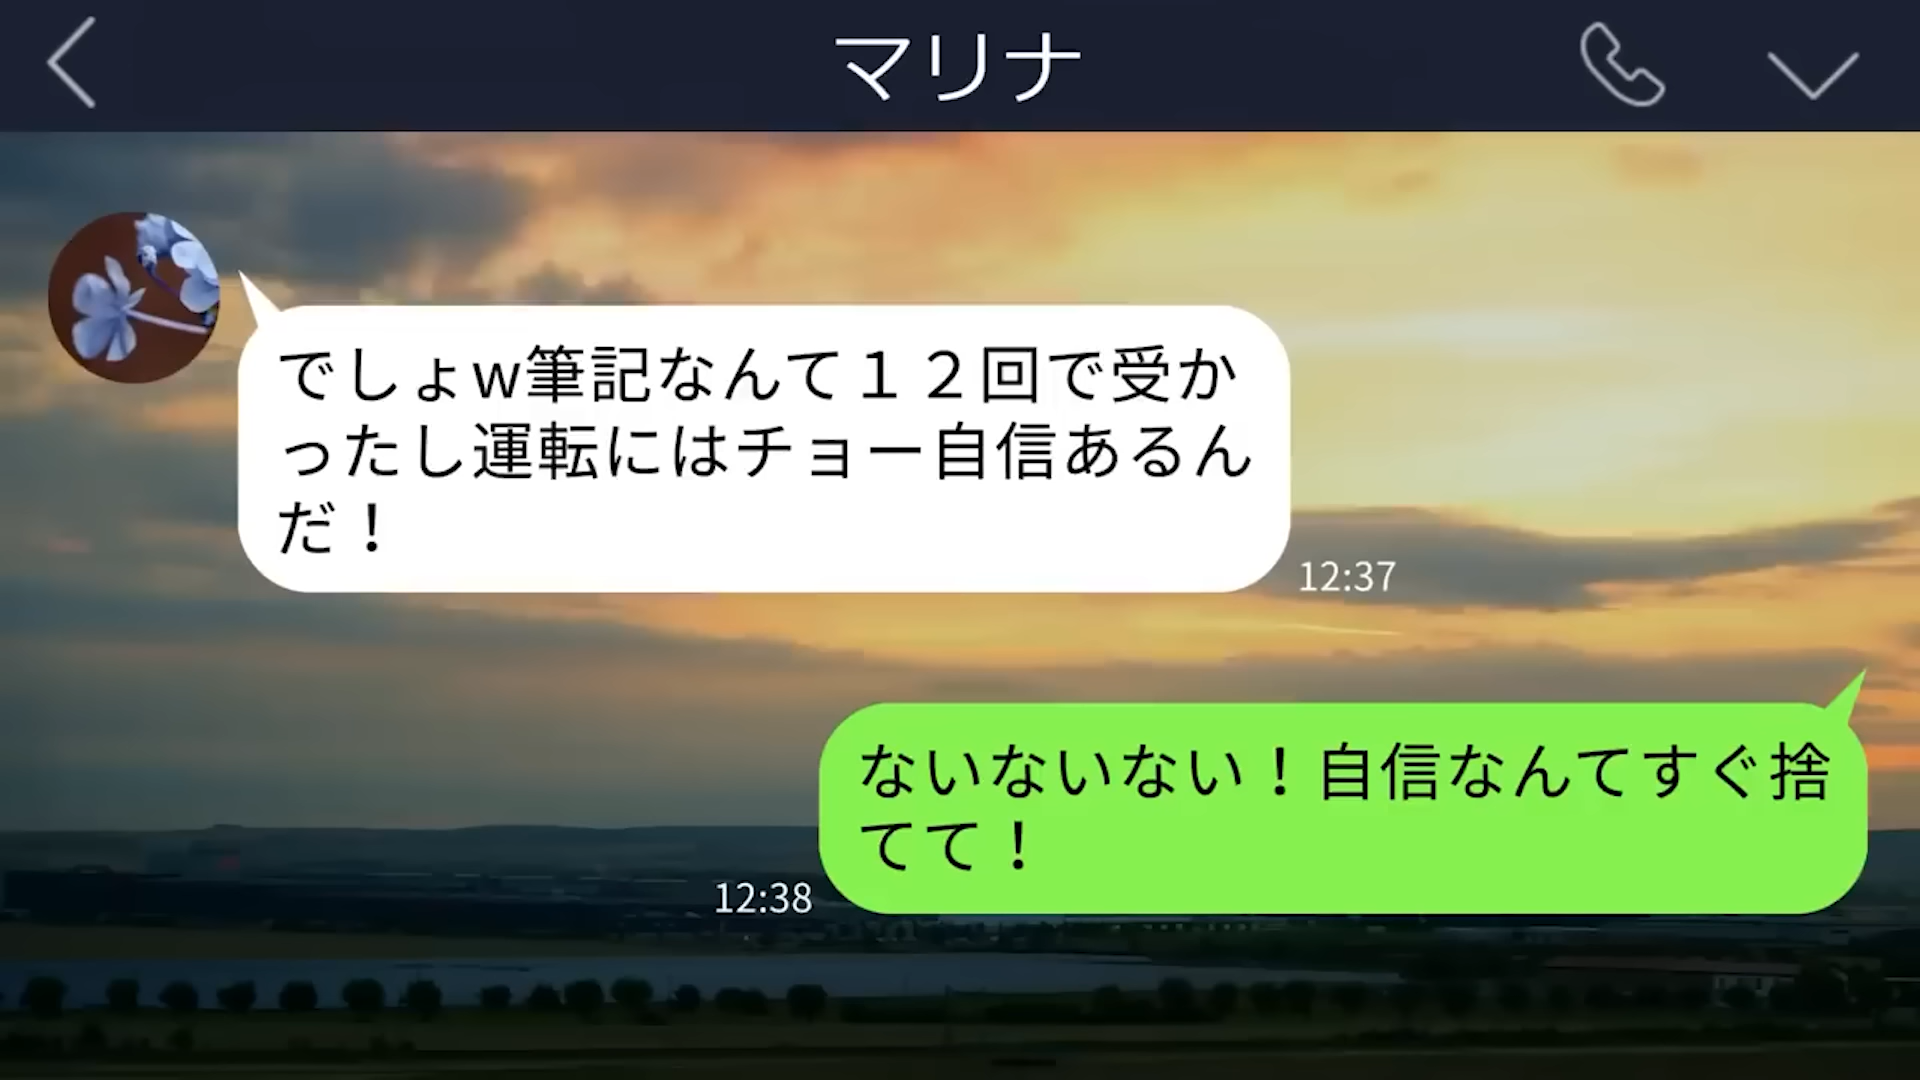 マリナ
でしょw筆記なんて１２回で受か
ったし運転にはチョー自信あるん
だ！
12:37
ないないない！自信なんてすぐ捨
てて！
12:38